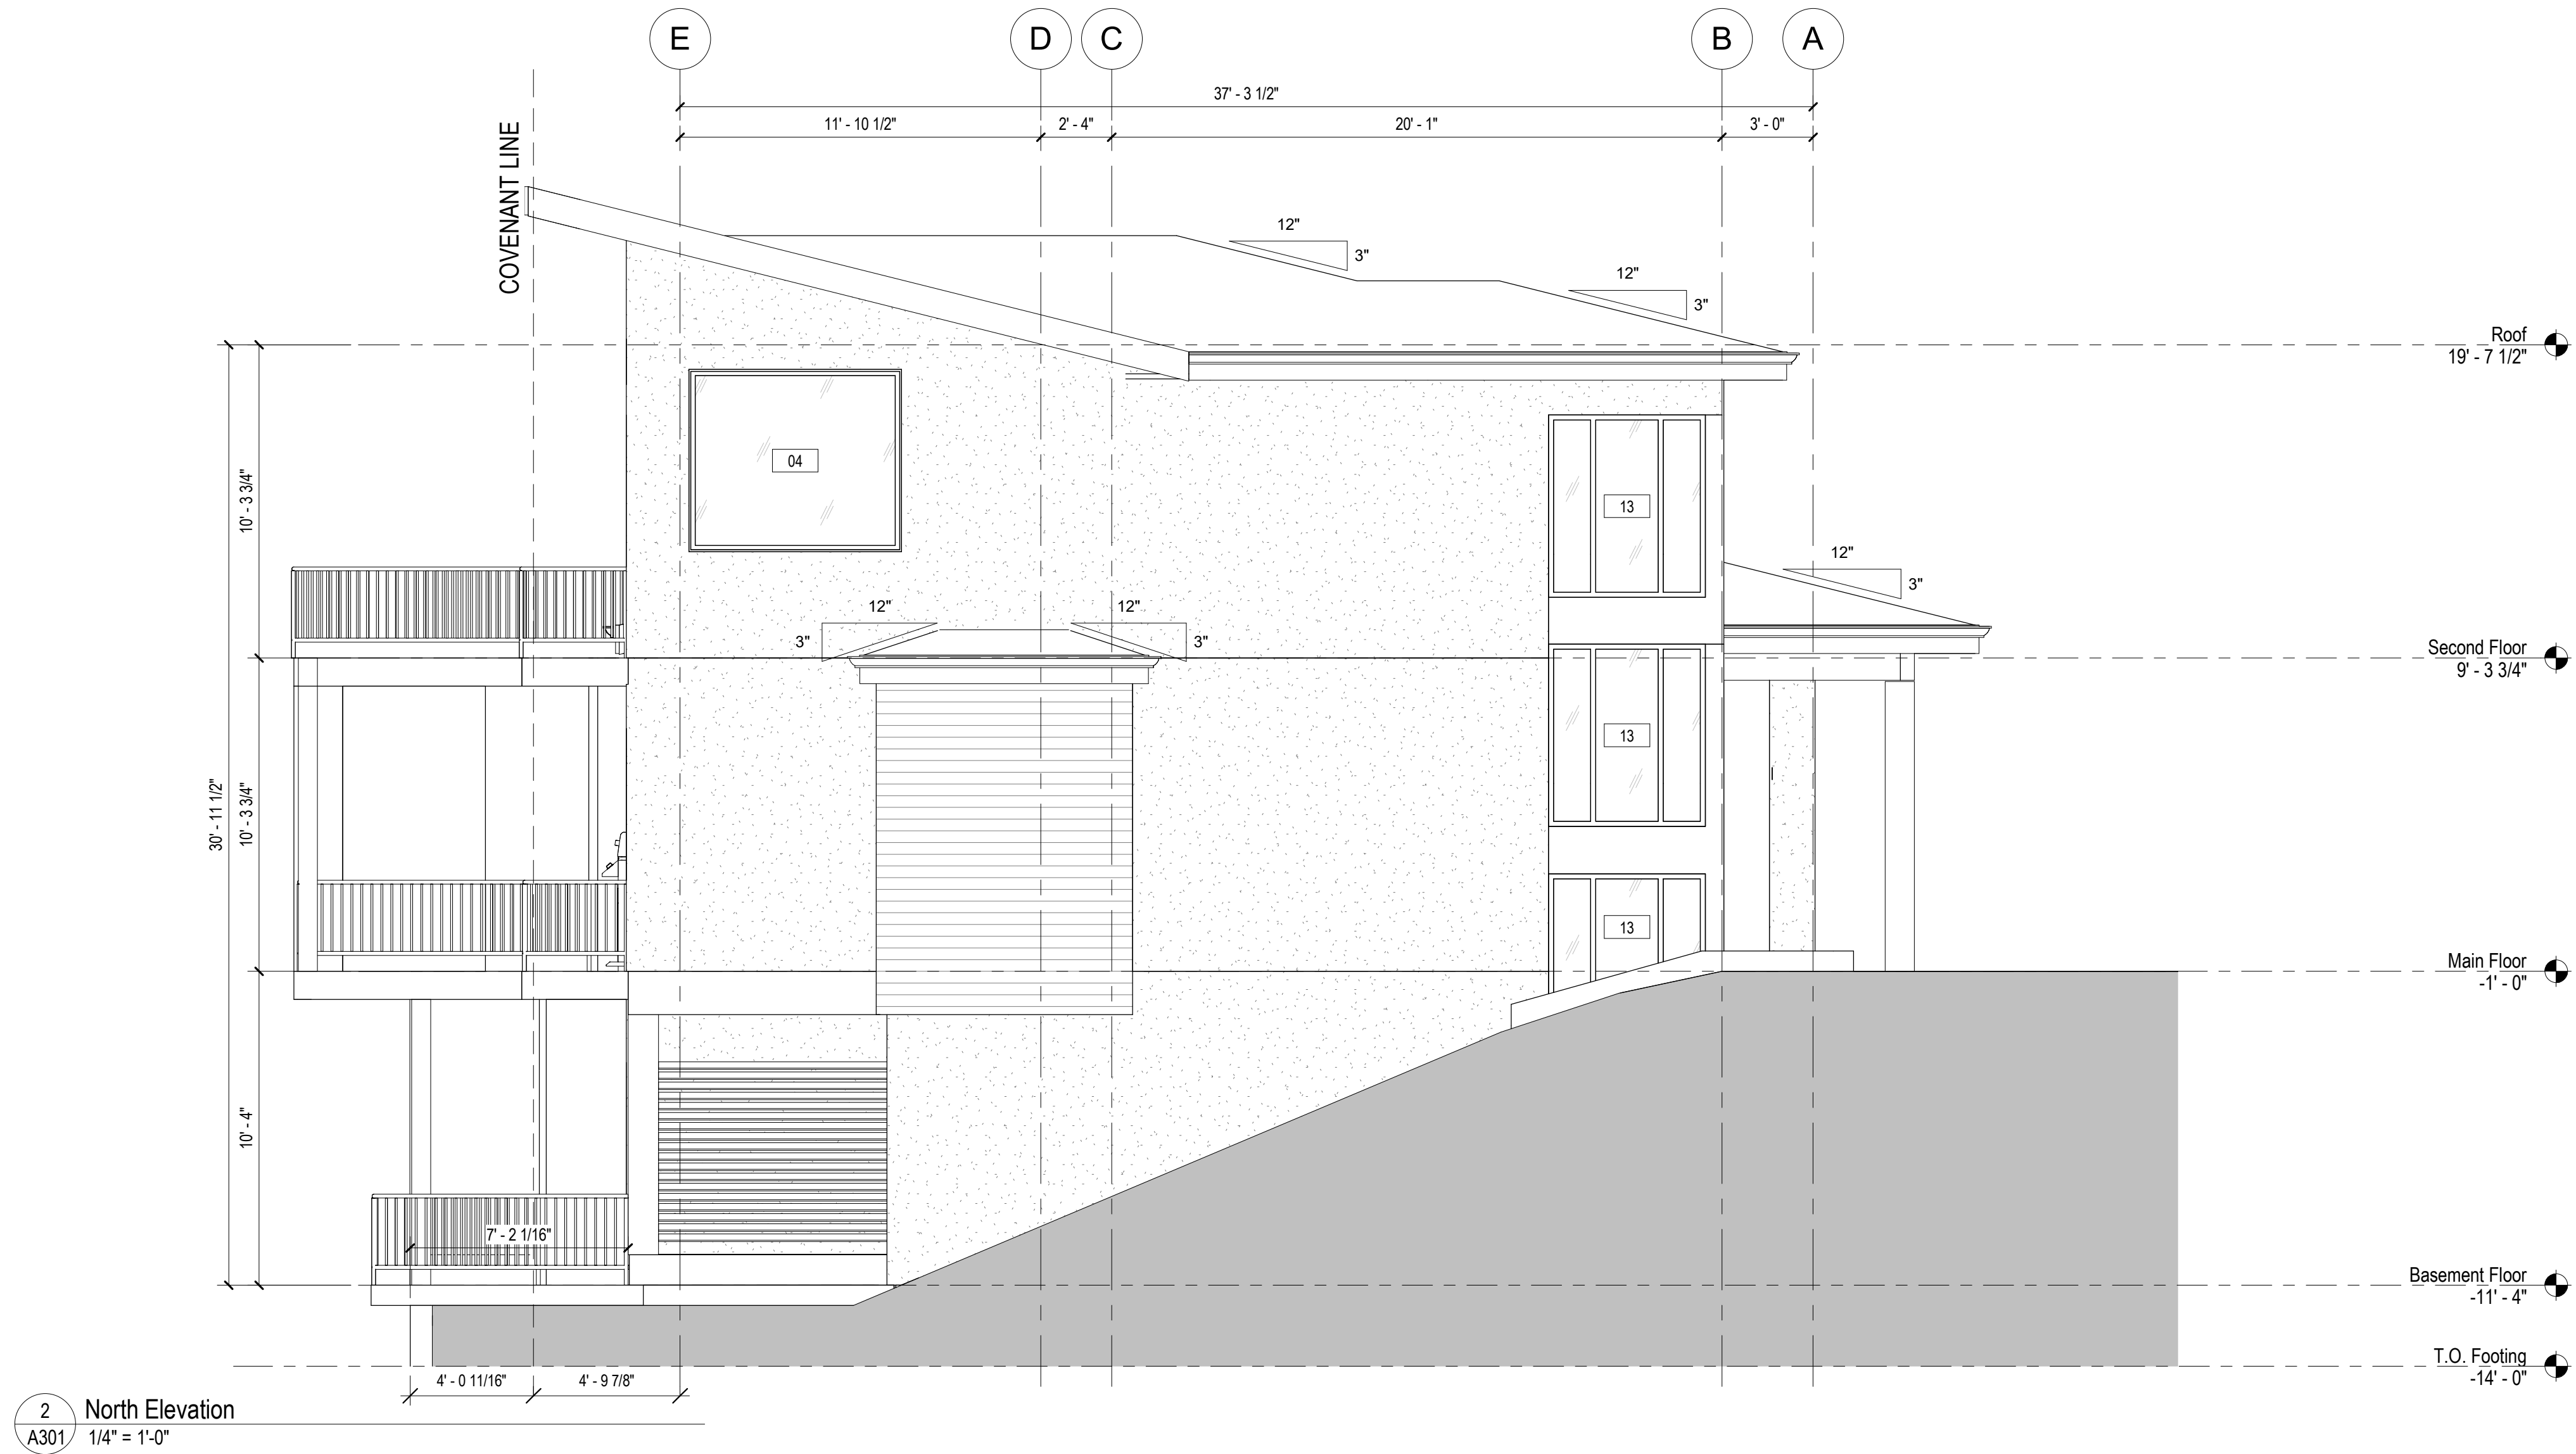 E
D
C
B
A
37' - 3 1/2"
11' - 10 1/2"
2' - 4"
20' - 1"
3' - 0"
COVENANT LINE
12"
3"
12"
3"
Roof
19' - 7 1/2"
04
13
10' - 3 3/4"
12"
3"
12"
3"
12"
3"
Second Floor
9' - 3 3/4"
13
30' - 11 1/2"
10' - 3 3/4"
13
Main Floor
-1' - 0"
10' - 4"
7' - 2 1/16"
Basement Floor
-11' - 4"
T.O. Footing
-14' - 0"
4' - 0 11/16"
4' - 9 7/8"
2
North Elevation
A301
1/4" = 1'-0"